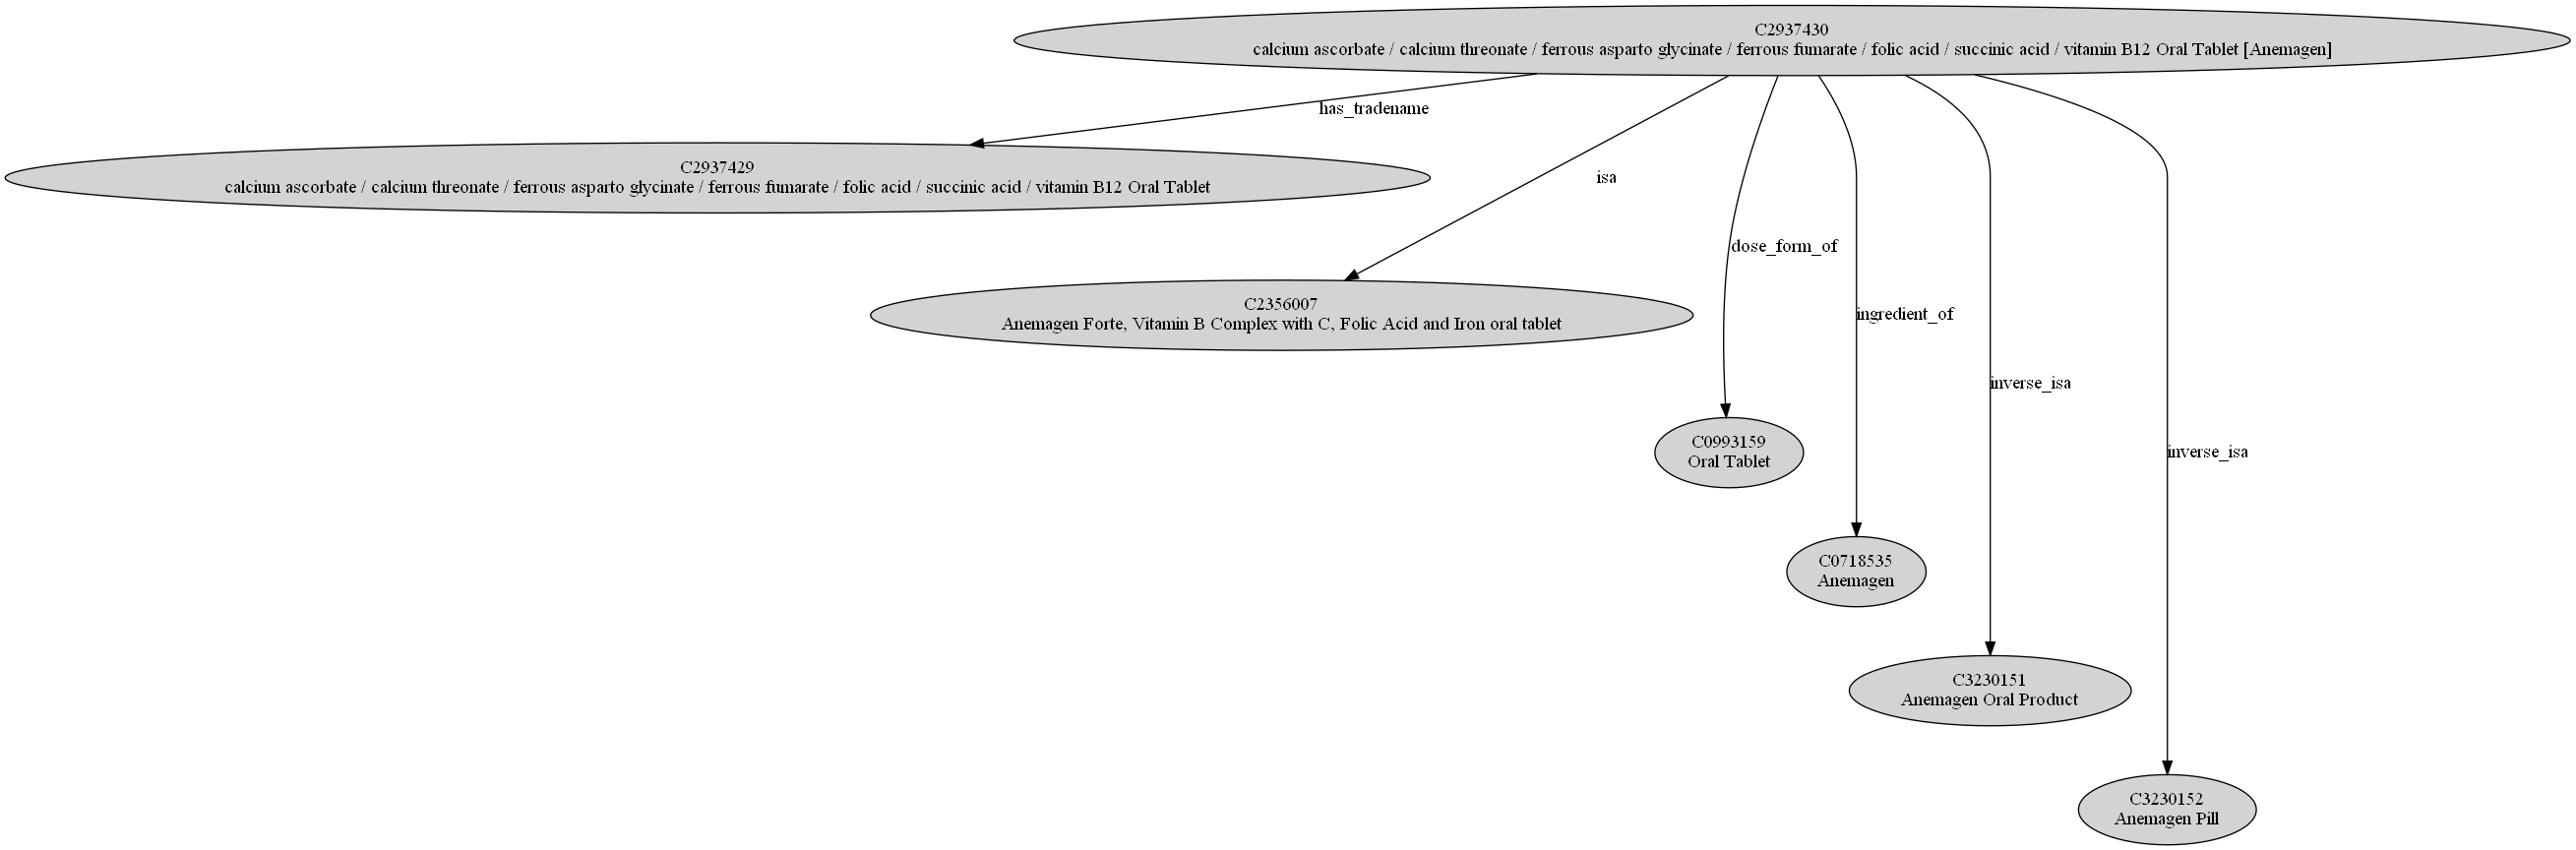 C2937430
calcium ascorbate / calcium threonate / ferrous asparto glycinate / ferrous fumarate / folic acid / succinic acid / vitamin B12 Oral Tablet [Anemagen]
has_tradename
C2937429
calcium ascorbate / calcium threonate / ferrous asparto glycinate / ferrous fumarate / folic acid / succinic acid / vitamin B12 Oral Tablet
isa
dose_form_of
C2356007
Anemagen Forte, Vitamin B Complex with C, Folic Acid and Iron oral tablet
ingredient_of
inverse_isa
C0993159
Oral Tablet
inverse_isa
C0718535
Anemagen
C3230151
Anemagen Oral Product
C3230152
Anemagen Pill